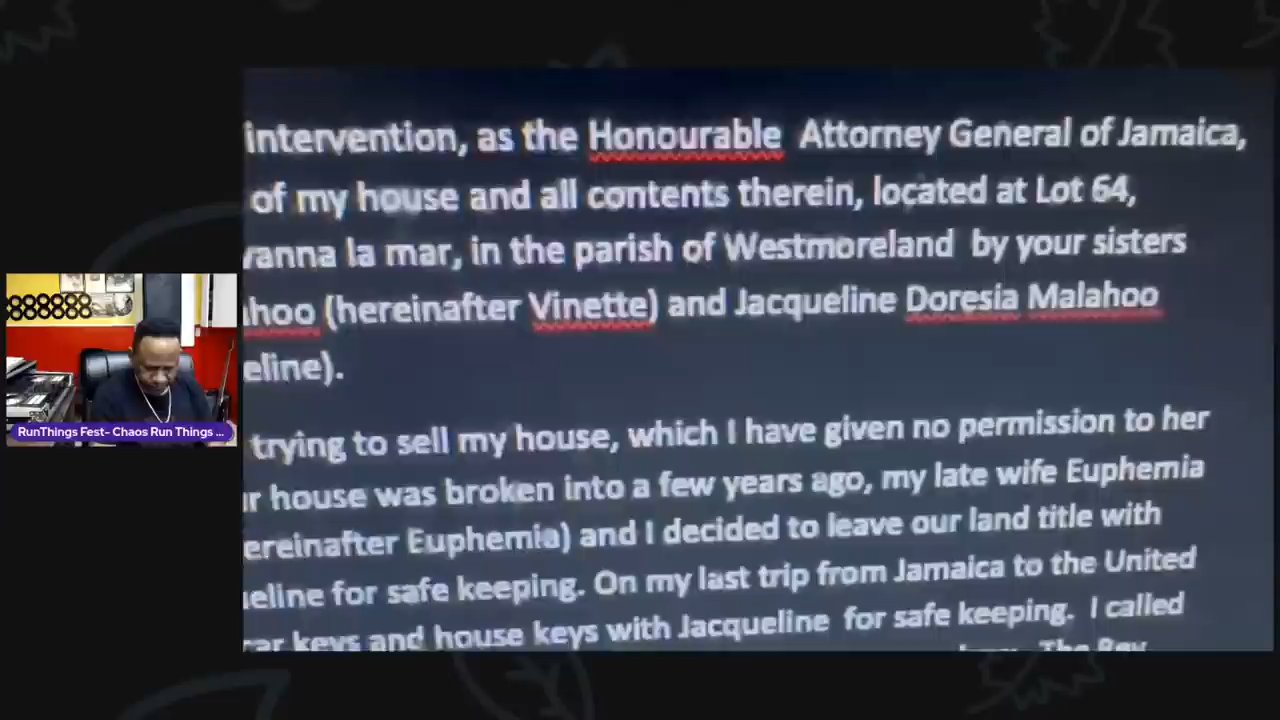 intervention, as the Honourable Attorney General of Jamaica,
of my house and all contents therein, located at Lot 64,
vanna la mar, in the parish of Westmoreland by your sisters
ahoo (hereinafter Vinette) and Jacqueline Doresia Malahoo
eline).
trying to sell my house, which I have given no permission to her
ur house was broken into a few years ago, my late wife Euphemia
ereinafter Euphemia) and I decided to leave our land title with
ueline for safe keeping. On my last trip from Jamaica to the United
car keys and house keys with Jacqueline for safe keeping. I called
The Rev
RunThings Fest- Chaos Run Things ...